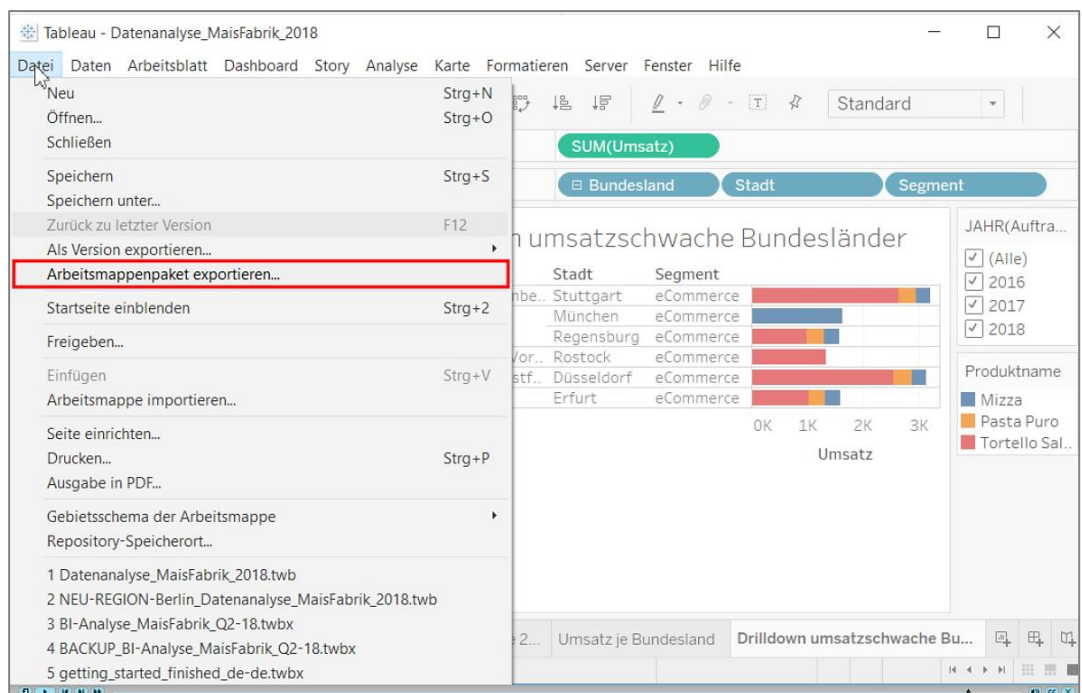 Tableau - Datenanalyse_MaisFabrik_2018
Datei Daten Arbeitsblatt Dashboard Story Analyse Karte Formatieren Server Fenster Hilfe
Neu Strg+N
Öffnen... Strg+O
Schließen
Speichern Strg+S
Speichern unter...
Zurück zu letzter Version F12
Als Version exportieren...
Arbeitsmappenpaket exportieren...
Startseite einblenden Strg+2
Freigeben...
Einfügen Strg+V
Arbeitsmappe importieren...
Seite einrichten...
Drucken... Strg+P
Ausgabe in PDF...
Gebietsschema der Arbeitsmappe
Repository-Speicherort...
1 Datenanalyse_MaisFabrik_2018.twb
2 NEU-REGION-Berlin_Datenanalyse_MaisFabrik_2018.twb
3 BI-Analyse_MaisFabrik_Q2-18.twbx
4 BACKUP_BI-Analyse_MaisFabrik_Q2-18.twbx
5 getting_started_finished_de-de.twbx
T Standard
SUM(Umsatz)
Bundesland Stadt Segment
n umsatzschwache Bundesländer
Stadt Segment
nbe.. Stuttgart eCommerce
München eCommerce
Regensburg eCommerce
Vor.. Rostock eCommerce
stf.. Düsseldorf eCommerce
Erfurt eCommerce
0K 1K 2K 3K
Umsatz
JAHR(Auftra...
(Alle)
2016
2017
2018
Produktname
Mizza
Pasta Puro
Tortello Sal..
2... Umsatz je Bundesland Drilldown umsatzschwache Bu...